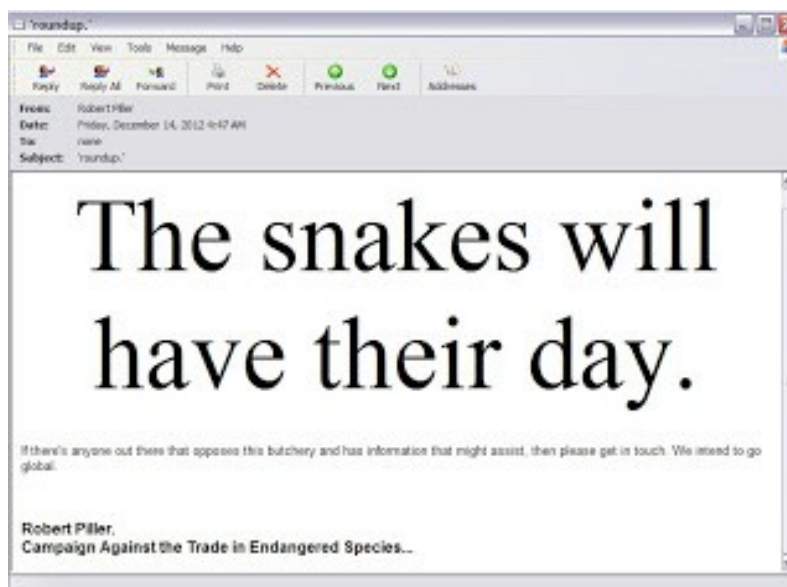 'roundup.'
File Edit View Tools Message Help
Reply Reply All Forward Print Delete Previous Next Addresses
From: Robert Piller
Date: Friday, December 14, 2012 4:47 AM
To: none
Subject: 'roundup.'
The snakes will
have their day.
If there's anyone out there that opposes this butchery and has information that might assist, then please get in touch. We intend to go
global.
Robert Piller.
Campaign Against the Trade in Endangered Species...